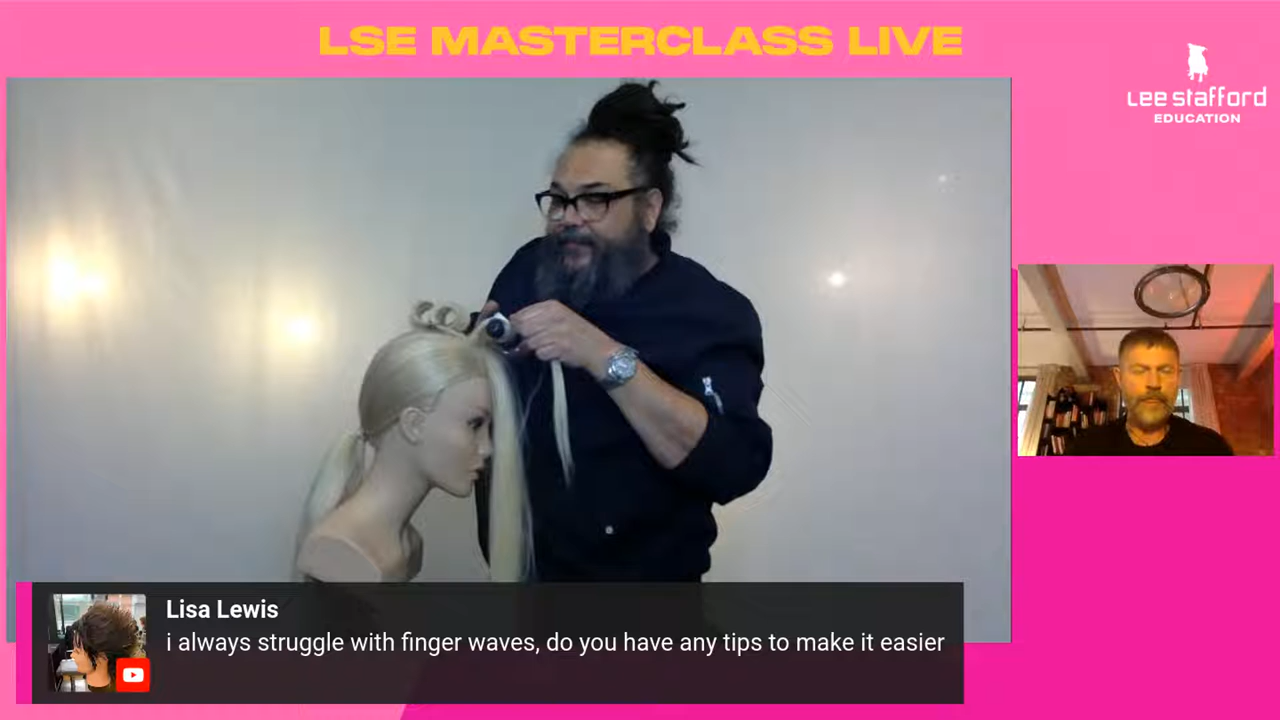 LSE MASTERCLASS LIVE
Lee Stafford
EDUCATION
Lisa Lewis
i always struggle with finger waves, do you have any tips to make it easier